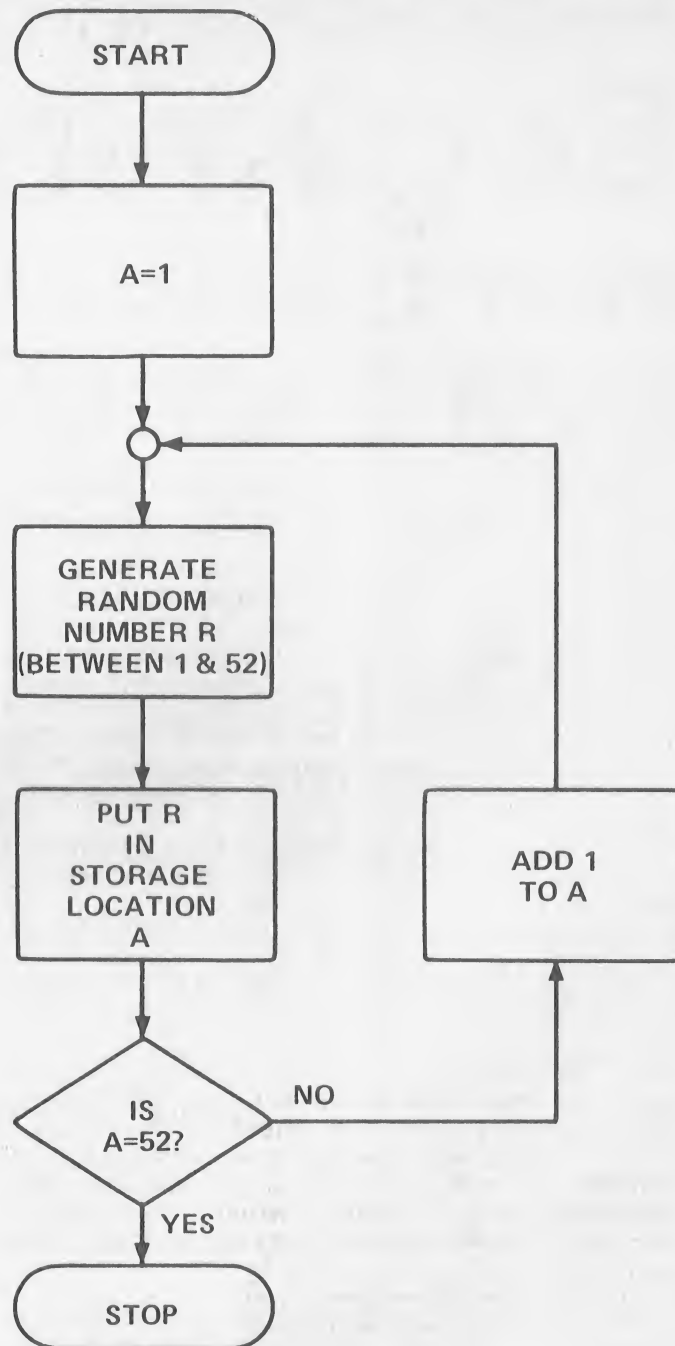 START
A=1
GENERATE
RANDOM
NUMBER R
(BETWEEN 1 & 52)
PUT R
IN
STORAGE
LOCATION
A
ADD 1
TO A
IS
A=52?
NO
YES
STOP